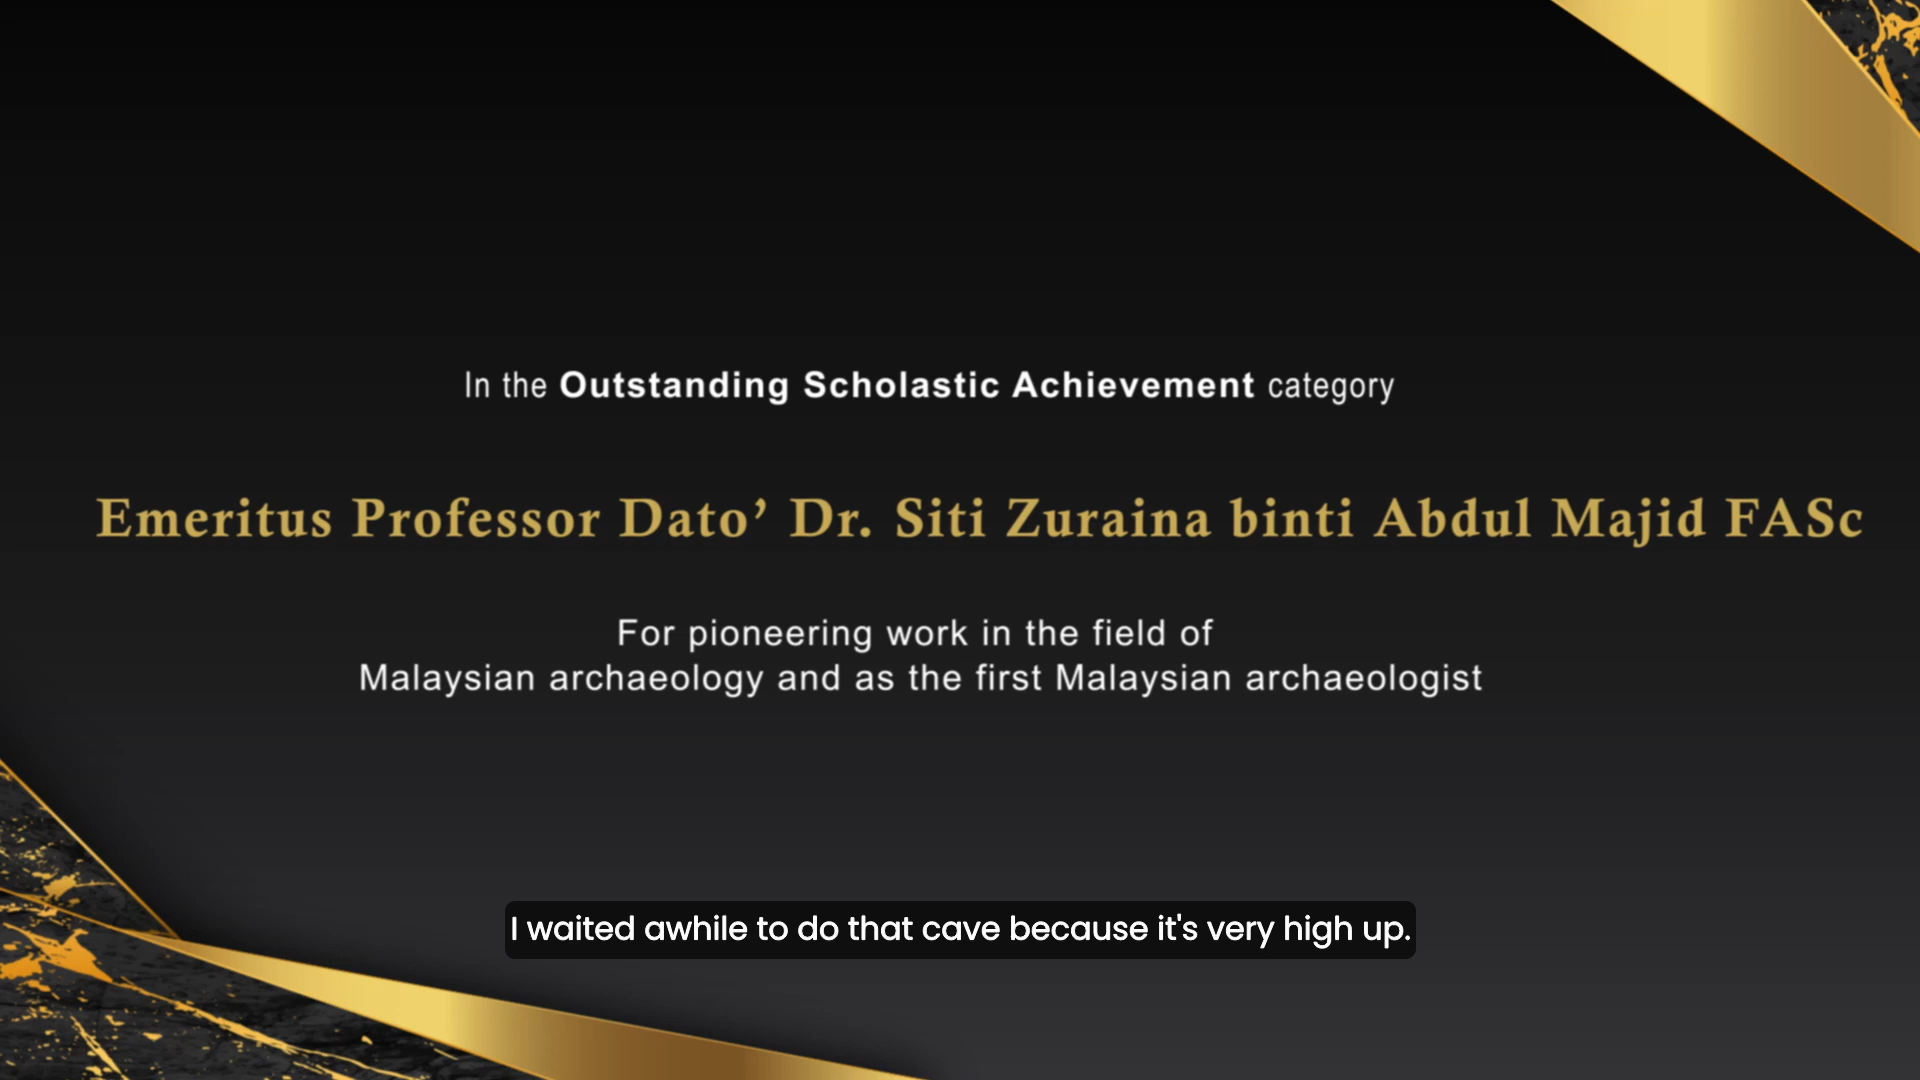 In the Outstanding Scholastic Achievement category
Emeritus Professor Dato’ Dr. Siti Zuraina binti Abdul Majid FASc
For pioneering work in the field of
Malaysian archaeology and as the first Malaysian archaeologist
I waited awhile to do that cave because it's very high up.